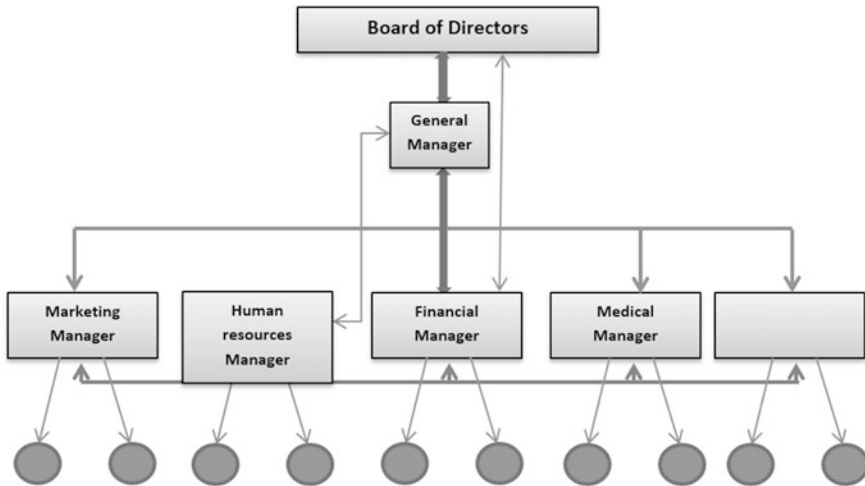 Board of Directors
General
Manager
Marketing
Manager
Human
resources
Manager
Financial
Manager
Medical
Manager